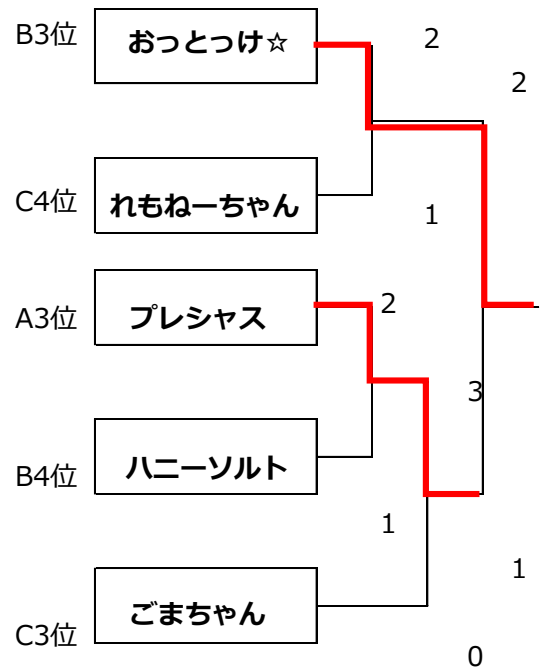 B3位 おっとっけ☆ 2
2
C4位 れもねーちゃん 1
A3位 プレシャス 2
3
B4位 ハニーソルト
1
1
C3位 ごまちゃん
0